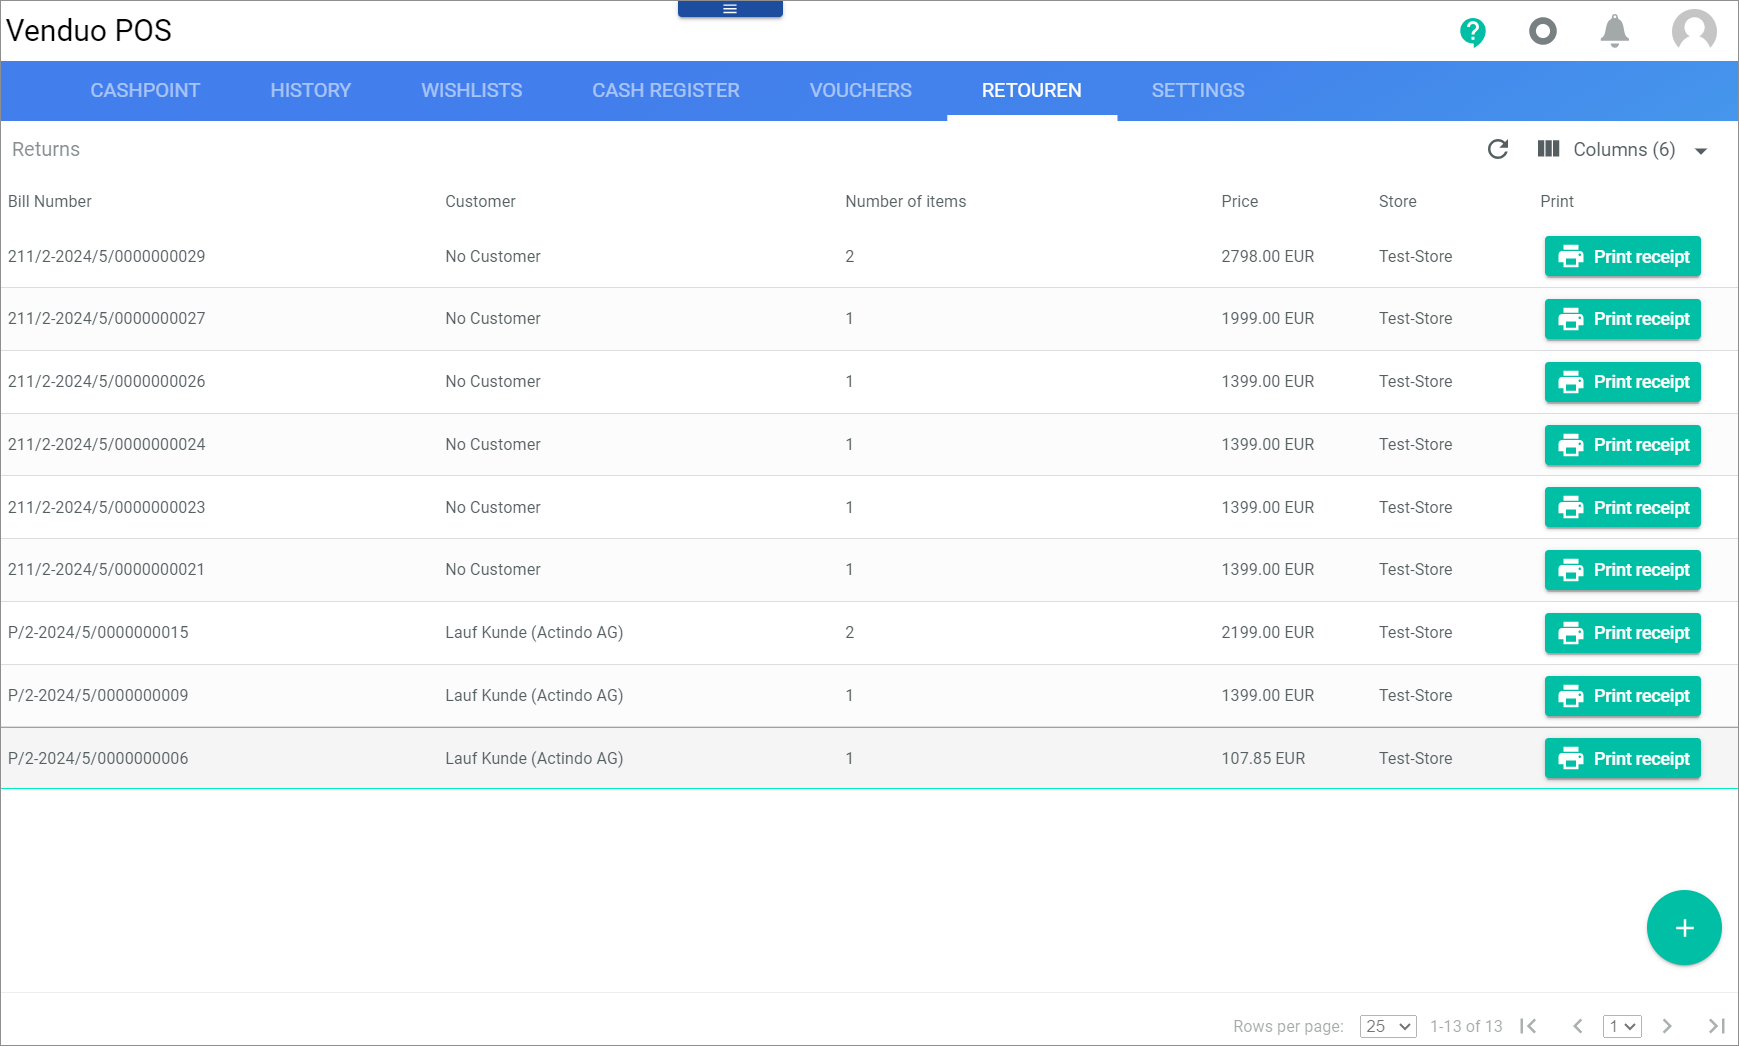 Venduo POS
CASHPOINT HISTORY WISHLISTS CASH REGISTER VOUCHERS RETOUREN SETTINGS
Returns Columns (6)
Bill Number Customer Number of items Price Store Print
211/2-2024/5/0000000029 No Customer 2 2798.00 EUR Test-Store Print receipt
211/2-2024/5/0000000027 No Customer 1 1999.00 EUR Test-Store Print receipt
211/2-2024/5/0000000026 No Customer 1 1399.00 EUR Test-Store Print receipt
211/2-2024/5/0000000024 No Customer 1 1399.00 EUR Test-Store Print receipt
211/2-2024/5/0000000023 No Customer 1 1399.00 EUR Test-Store Print receipt
211/2-2024/5/0000000021 No Customer 1 1399.00 EUR Test-Store Print receipt
P/2-2024/5/0000000015 Lauf Kunde (Actindo AG) 2 2199.00 EUR Test-Store Print receipt
P/2-2024/5/0000000009 Lauf Kunde (Actindo AG) 1 1399.00 EUR Test-Store Print receipt
P/2-2024/5/0000000006 Lauf Kunde (Actindo AG) 1 107.85 EUR Test-Store Print receipt
Rows per page: 25 1-13 of 13 1